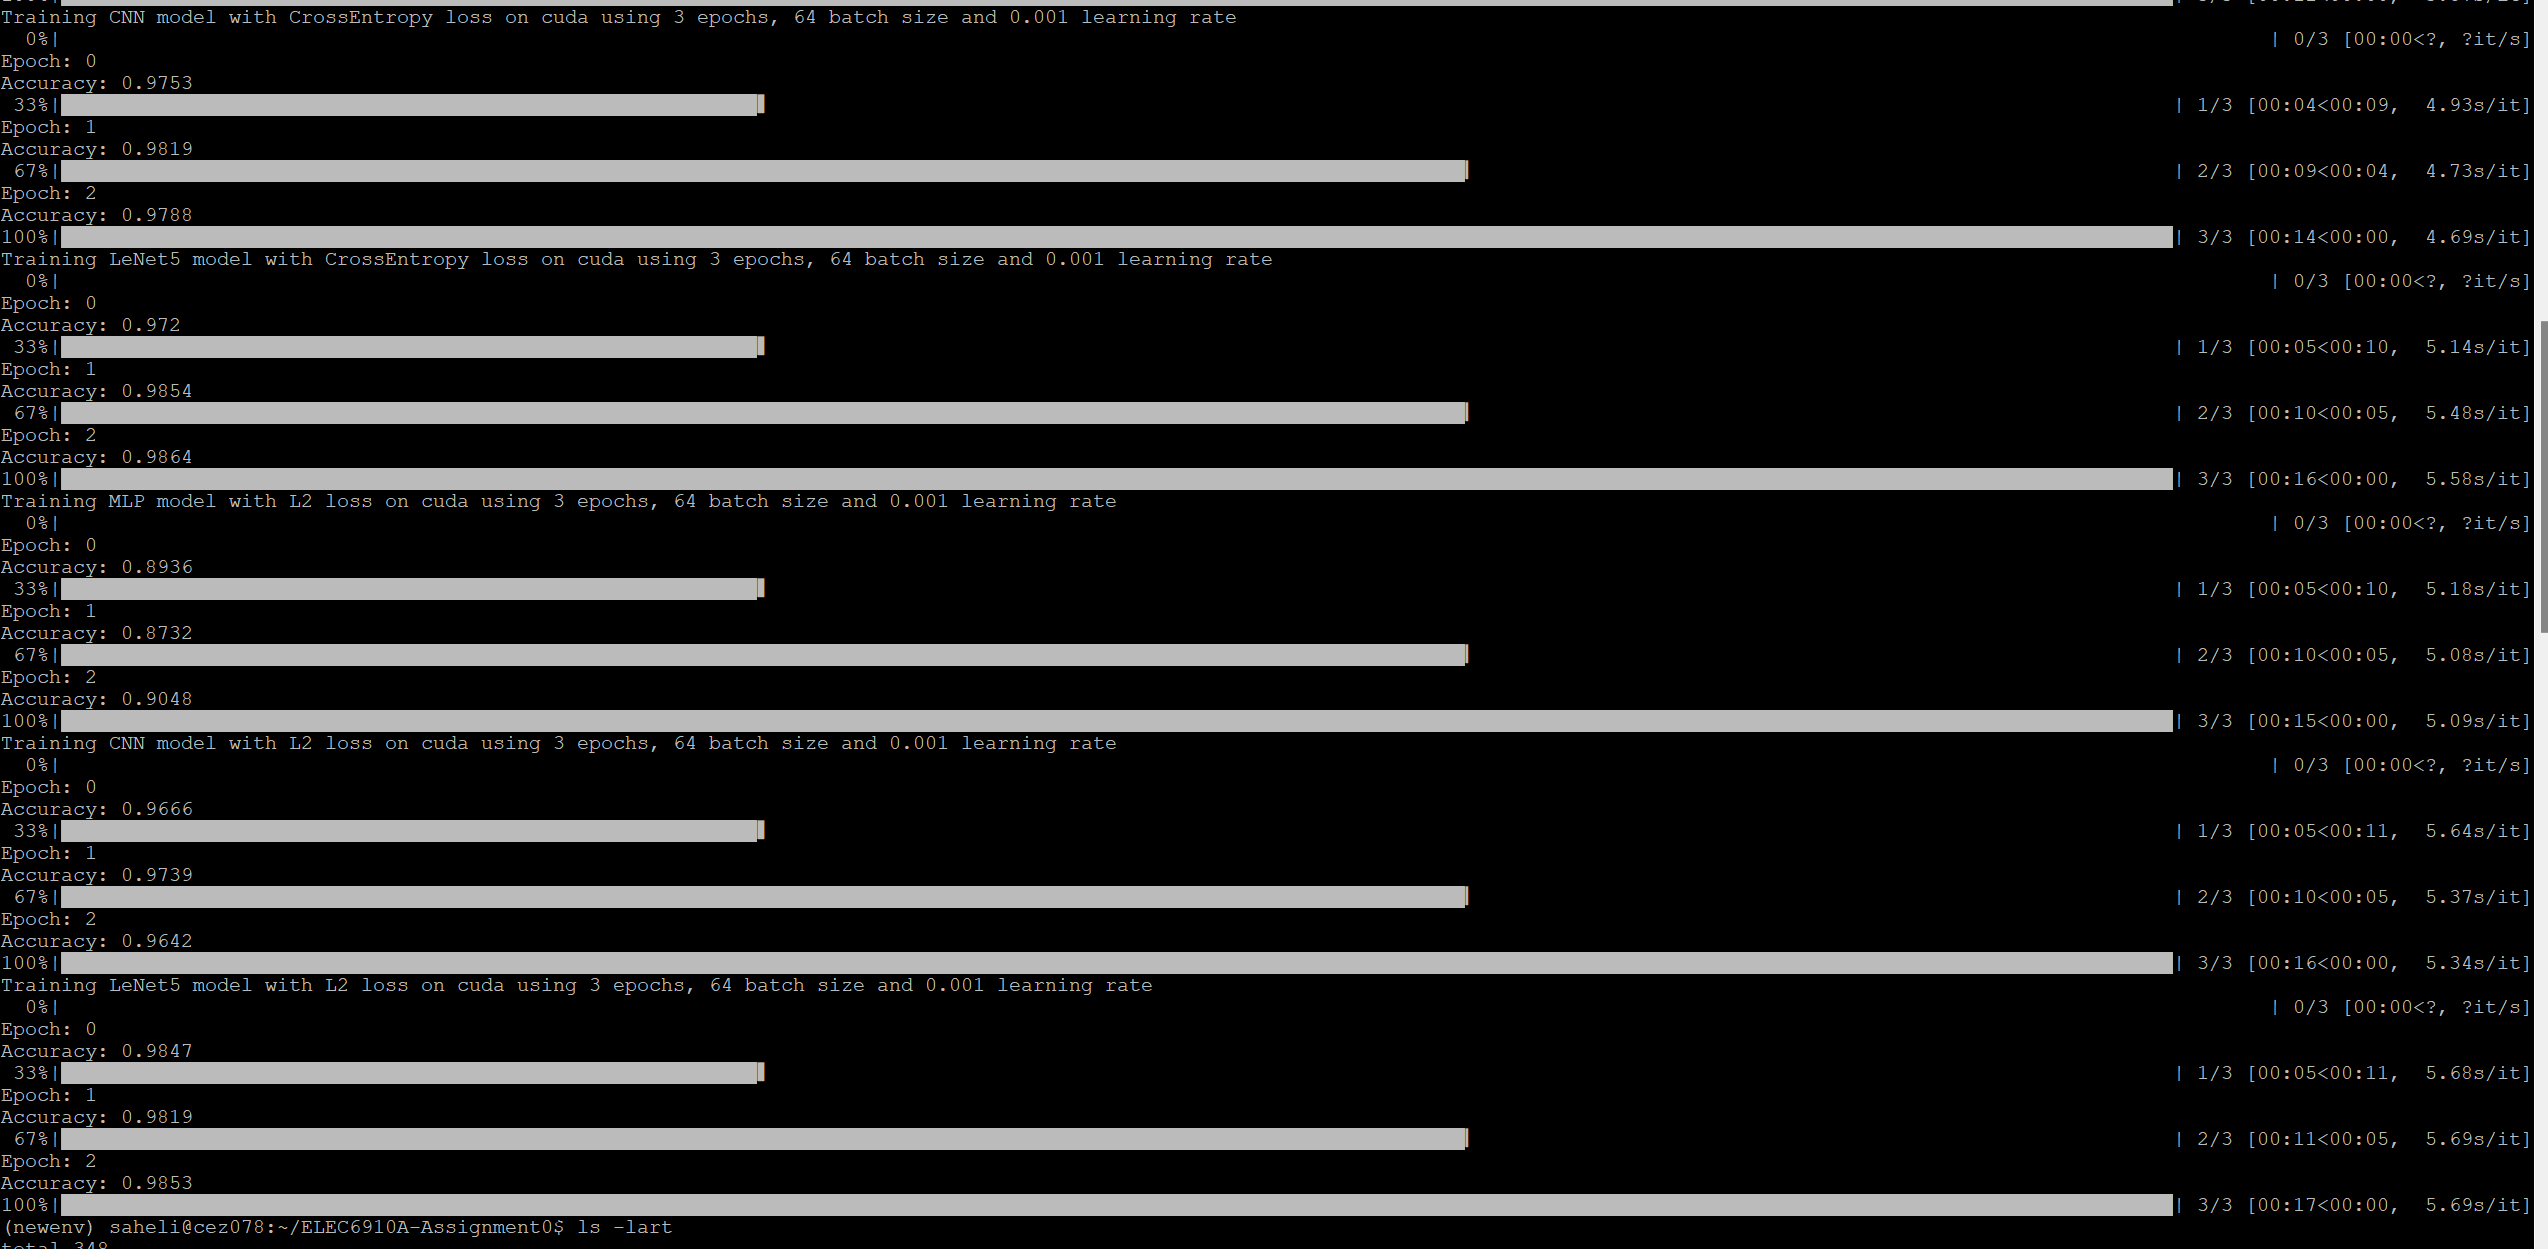 Training CNN model with CrossEntropy loss on cuda using 3 epochs, 64 batch size and 0.001 learning rate
0%| | 0/3 [00:00<?, ?it/s]
Epoch: 0
Accuracy: 0.9753
33%| | 1/3 [00:04<00:09, 4.93s/it]
Epoch: 1
Accuracy: 0.9819
67%| | 2/3 [00:09<00:04, 4.73s/it]
Epoch: 2
Accuracy: 0.9788
100%| | 3/3 [00:14<00:00, 4.69s/it]
Training LeNet5 model with CrossEntropy loss on cuda using 3 epochs, 64 batch size and 0.001 learning rate
0%| | 0/3 [00:00<?, ?it/s]
Epoch: 0
Accuracy: 0.972
33%| | 1/3 [00:05<00:10, 5.14s/it]
Epoch: 1
Accuracy: 0.9854
67%| | 2/3 [00:10<00:05, 5.48s/it]
Epoch: 2
Accuracy: 0.9864
100%| | 3/3 [00:16<00:00, 5.58s/it]
Training MLP model with L2 loss on cuda using 3 epochs, 64 batch size and 0.001 learning rate
0%| | 0/3 [00:00<?, ?it/s]
Epoch: 0
Accuracy: 0.8936
33%| | 1/3 [00:05<00:10, 5.18s/it]
Epoch: 1
Accuracy: 0.8732
67%| | 2/3 [00:10<00:05, 5.08s/it]
Epoch: 2
Accuracy: 0.9048
100%| | 3/3 [00:15<00:00, 5.09s/it]
Training CNN model with L2 loss on cuda using 3 epochs, 64 batch size and 0.001 learning rate
0%| | 0/3 [00:00<?, ?it/s]
Epoch: 0
Accuracy: 0.9666
33%| | 1/3 [00:05<00:11, 5.64s/it]
Epoch: 1
Accuracy: 0.9739
67%| | 2/3 [00:10<00:05, 5.37s/it]
Epoch: 2
Accuracy: 0.9642
100%| | 3/3 [00:16<00:00, 5.34s/it]
Training LeNet5 model with L2 loss on cuda using 3 epochs, 64 batch size and 0.001 learning rate
0%| | 0/3 [00:00<?, ?it/s]
Epoch: 0
Accuracy: 0.9847
33%| | 1/3 [00:05<00:11, 5.68s/it]
Epoch: 1
Accuracy: 0.9819
67%| | 2/3 [00:11<00:05, 5.69s/it]
Epoch: 2
Accuracy: 0.9853
100%| | 3/3 [00:17<00:00, 5.69s/it]
(newenv) saheli@cez078:~/ELEC6910A-Assignment0$ ls -lart
total 348